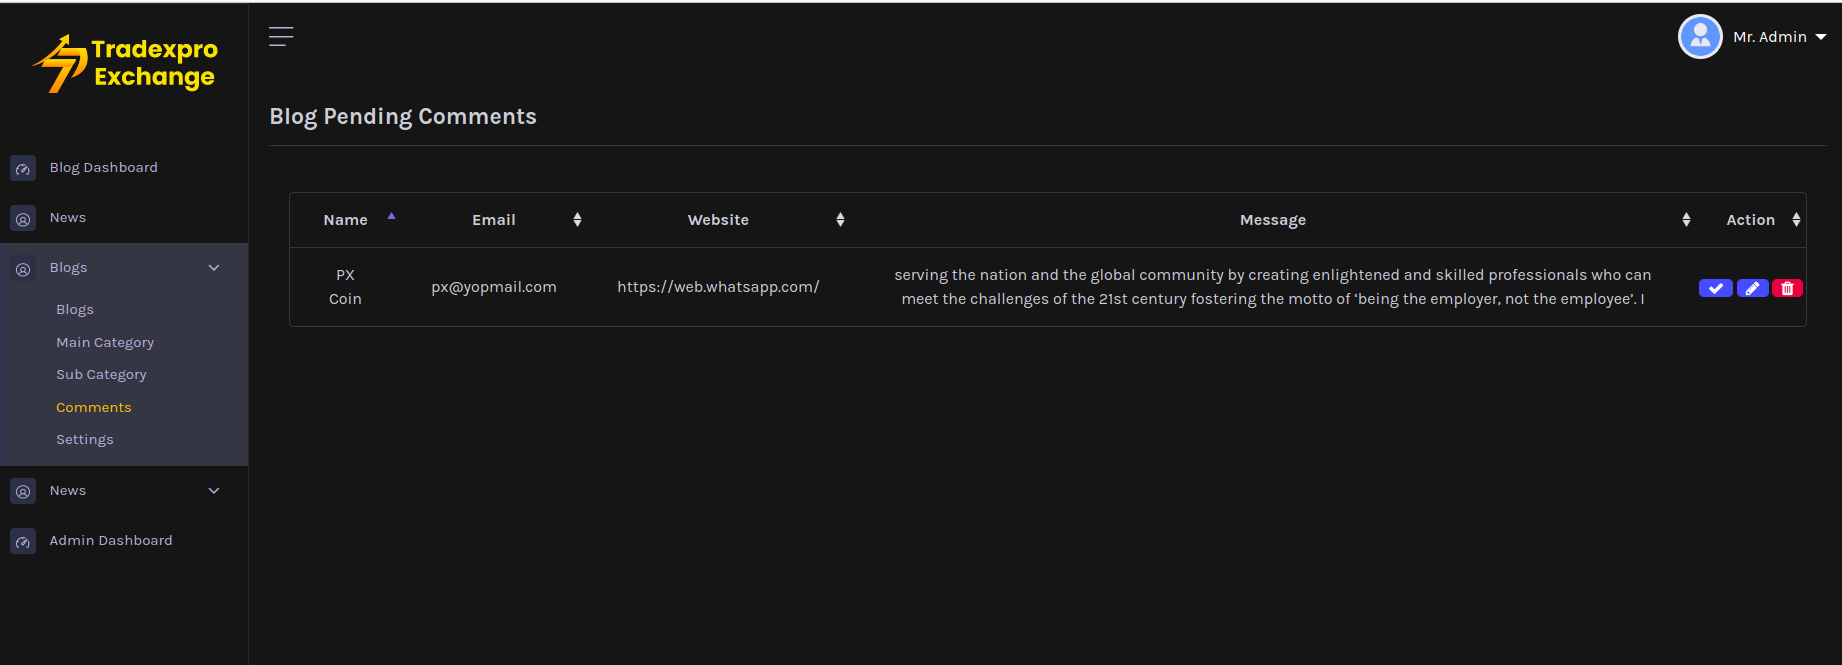 Tradexpro
Exchange
Mr. Admin
Blog Pending Comments
Blog Dashboard
News
Blogs
Blogs
Main Category
Sub Category
Comments
Settings
News
Admin Dashboard
Name Email Website Message Action
PX
Coin
px@yopmail.com
https://web.whatsapp.com/
serving the nation and the global community by creating enlightened and skilled professionals who can
meet the challenges of the 21st century fostering the motto of ‘being the employer, not the employee’. I